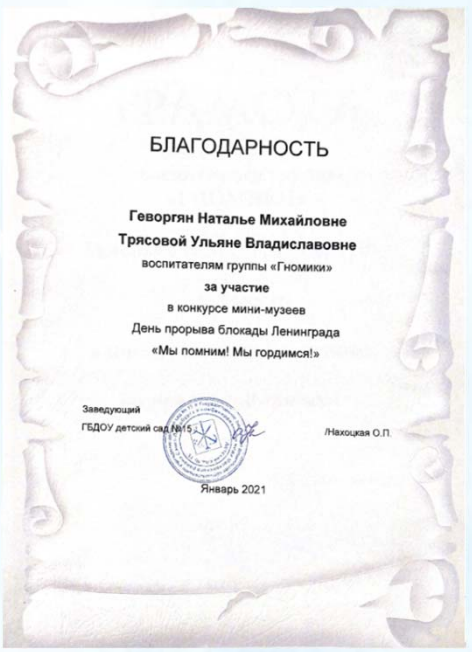 БЛАГОДАРНОСТЬ
Геворгян Наталье Михайловне
Трясовой Ульяне Владиславовне
воспитателям группы «Гномики»
за участие
в конкурсе мини-музеев
День прорыва блокады Ленинграда
«Мы помним! Мы гордимся!»
Заведующий
ГБДОУ детский сад №15
/Нахоцкая О.П.
Январь 2021